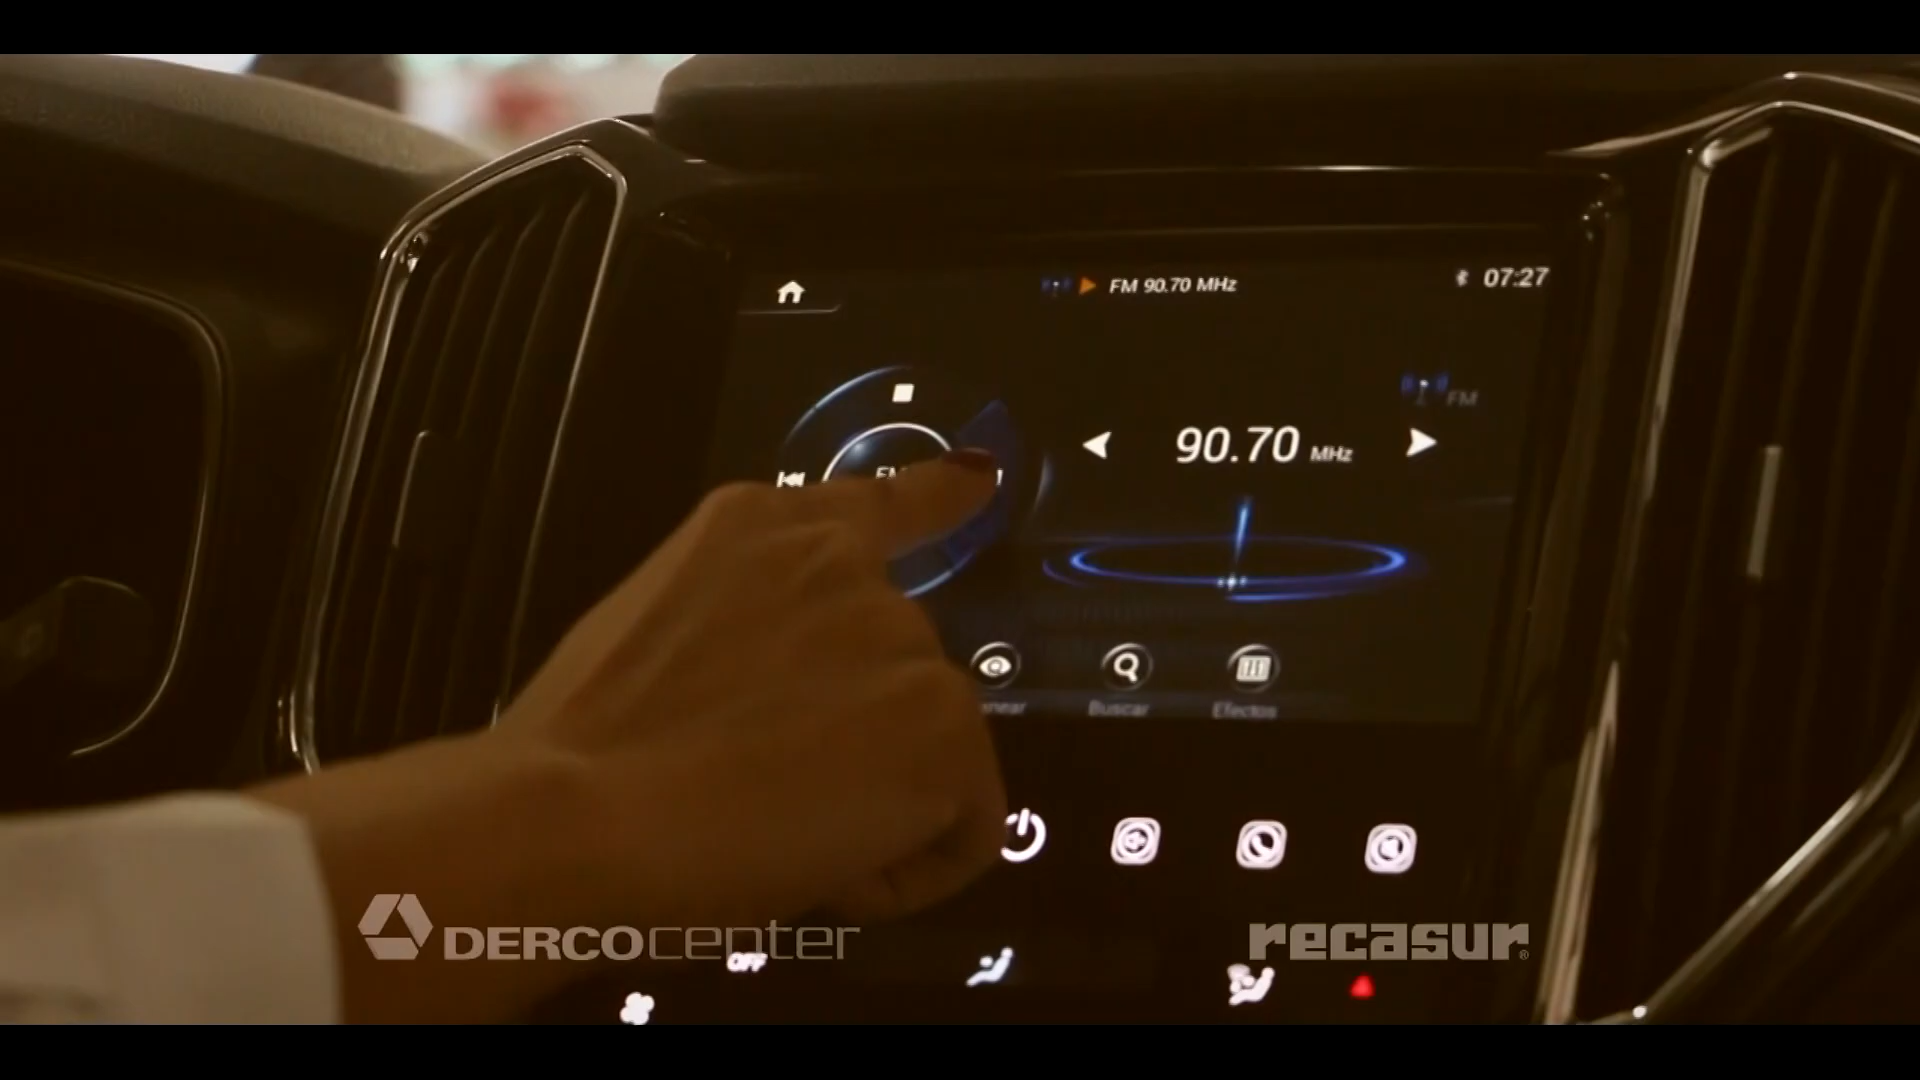 FM 90.70 MHz
07:27
FM
90.70 MHz
Buscar
Efectos
OFF
DERCOcenter
recasur®